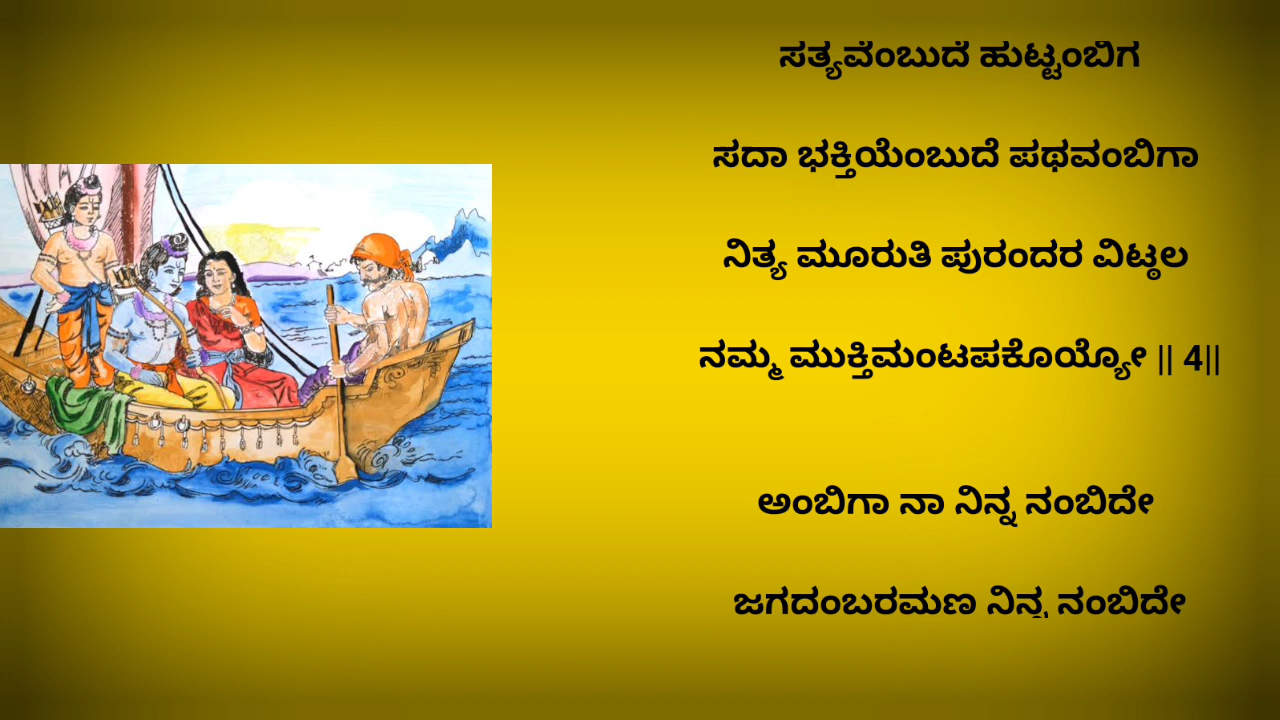 ಸತ್ಯವೆಂಬುದೆ ಹುಟ್ಟಂಬಿಗ
ಸದಾ ಭಕ್ತಿಯೆಂಬುದೆ ಪಥವಂಬಿಗಾ
ನಿತ್ಯ ಮೂರುತಿ ಪುರಂದರ ವಿಟ್ಠಲ
ನಮ್ಮ ಮುಕ್ತಿಮಂಟಪಕೊಯ್ಯೋ || 4||
ಅಂಬಿಗಾ ನಾ ನಿನ್ನ ನಂಬಿದೇ
ಜಗದಂಬರಮಣ ನಿನ್ನ ನಂಬಿದೇ